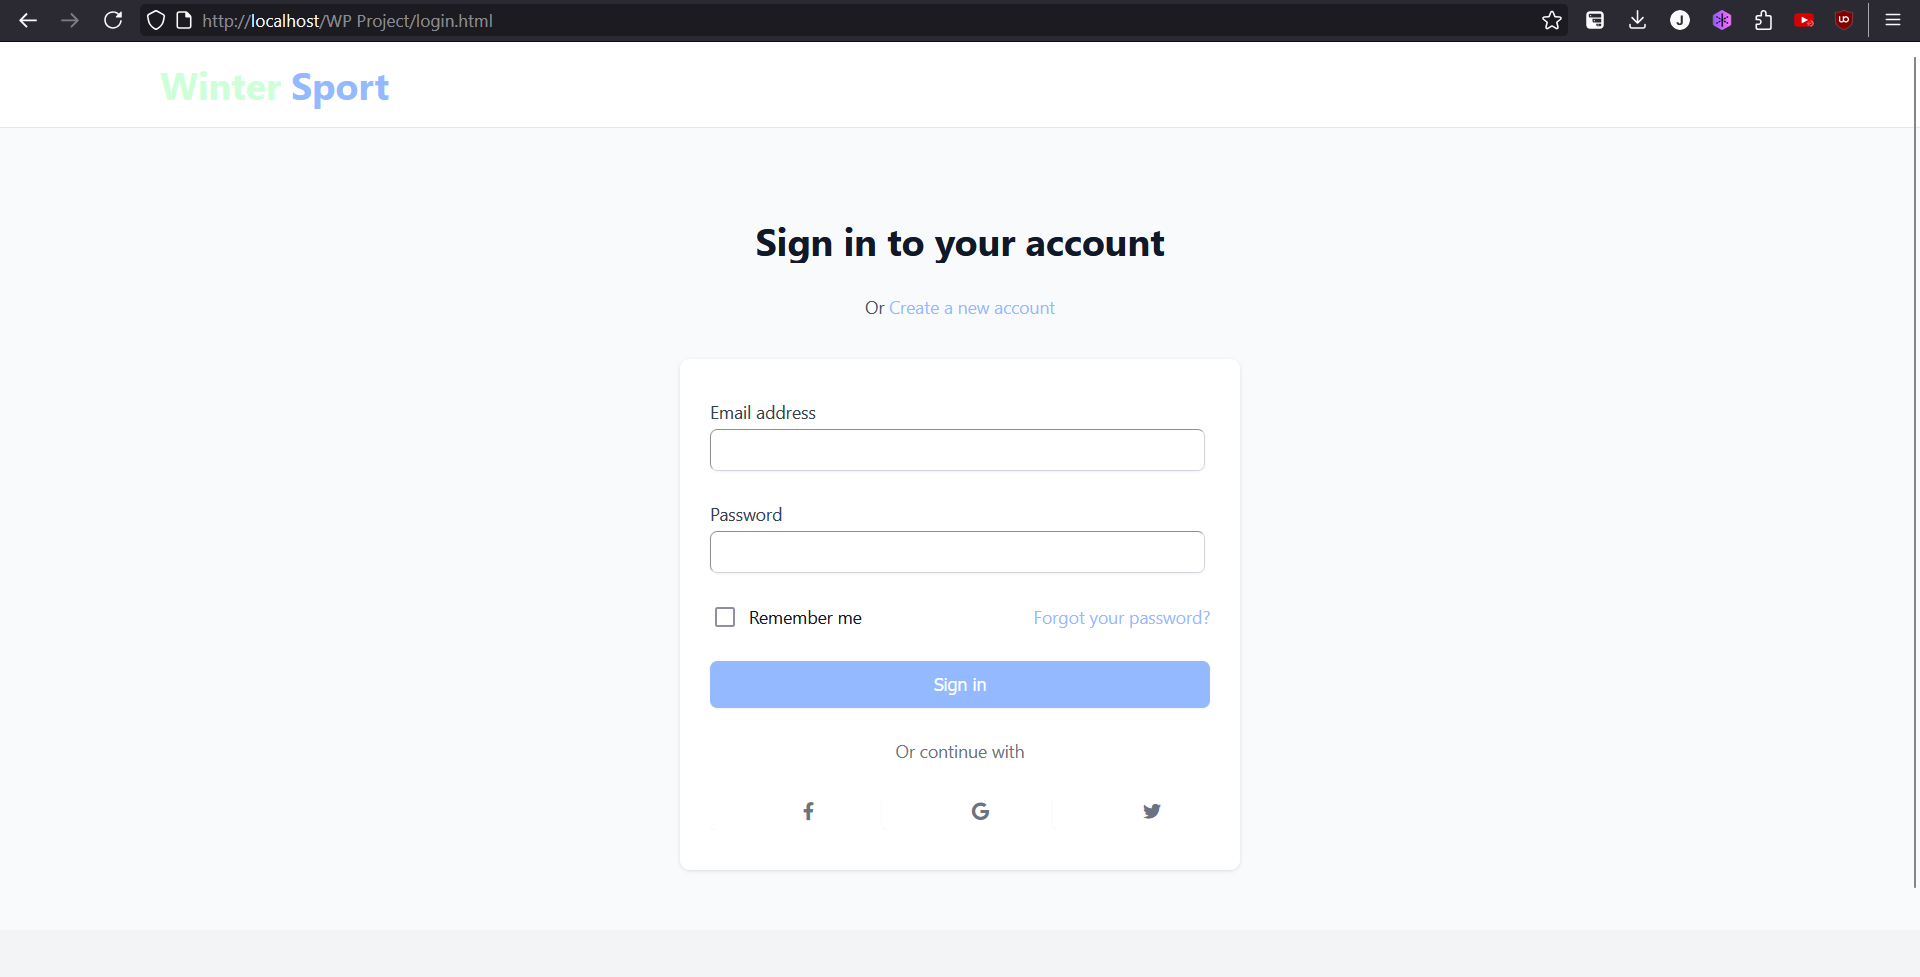 http://localhost/WP Project/login.html
Winter Sport
Sign in to your account
Or Create a new account
Email address
Password
Remember me
Forgot your password?
Sign in
Or continue with